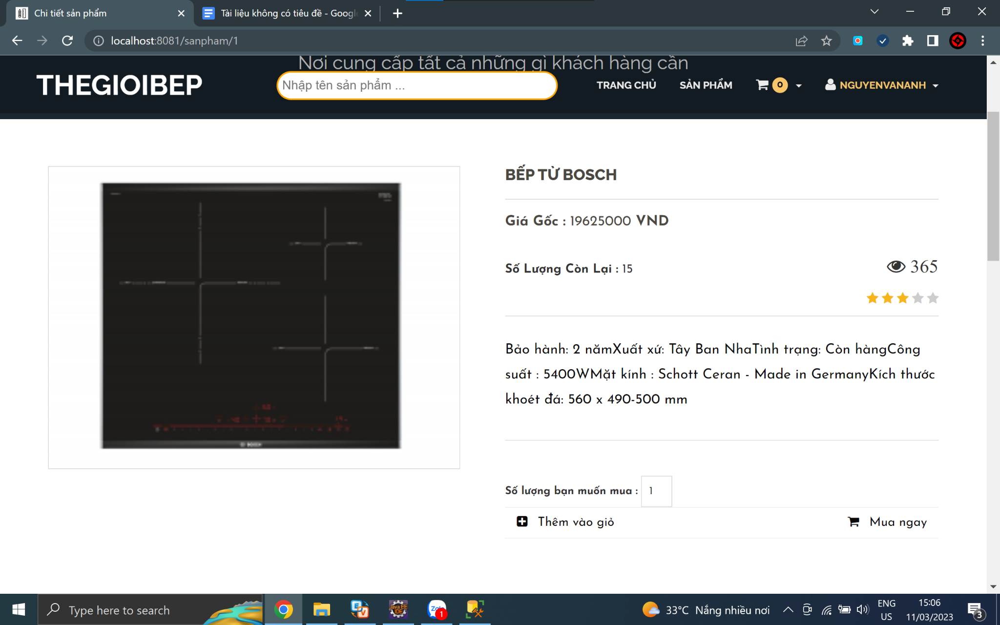 Chi tiết sản phẩm
Tài liệu không có tiêu đề - Googl
localhost:8081/sanpham/1
Nơi cung cấp tất cả những gì khách hàng cần
THEGIOIBEP
Nhập tên sản phẩm ...
TRANG CHỦ
SẢN PHẨM
0
NGUYENVANANH
BẾP TỪ BOSCH
Giá Gốc : 19625000 VND
Số Lượng Còn Lại : 15
365
Bảo hành: 2 nămXuất xứ: Tây Ban NhaTình trạng: Còn hàngCông
suất : 5400WMặt kính : Schott Ceran - Made in GermanyKích thước
khoét đá: 560 x 490-500 mm
Số lượng bạn muốn mua : 1
Thêm vào giỏ
Mua ngay
Type here to search
Java EE
IDE
Zalo
1
33°C Nắng nhiều nơi
ENG
US
15:06
11/03/2023
3